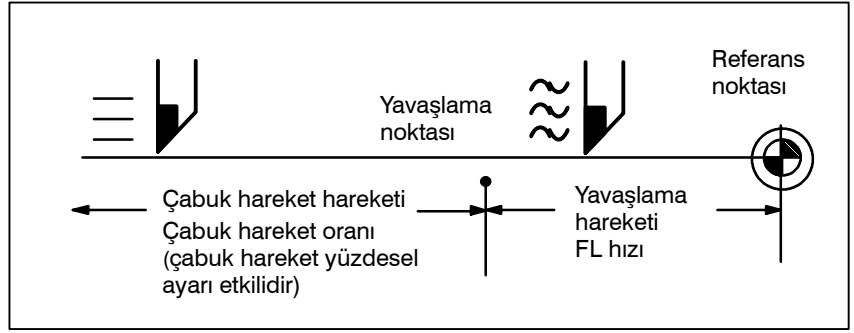 Referans
noktası
Yavaşlama
noktası
Çabuk hareket hareketi
Çabuk hareket oranı
(çabuk hareket yüzdesel
ayarı etkilidir)
Yavaşlama
hareketi
FL hızı